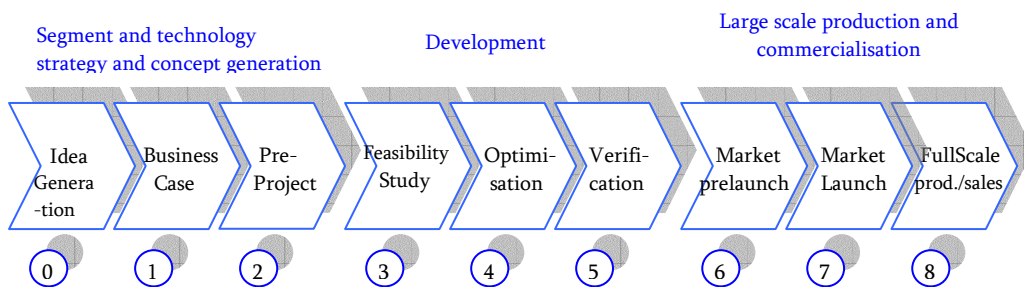 Segment and technology
strategy and concept generation
Development
Large scale production and
commercialisation
Idea
Genera
-tion
Business
Case
Pre-
Project
Feasibility
Study
Optimi-
sation
Verifi-
cation
Market
prelaunch
Market
Launch
FullScale
prod./sales
0
1
2
3
4
5
6
7
8